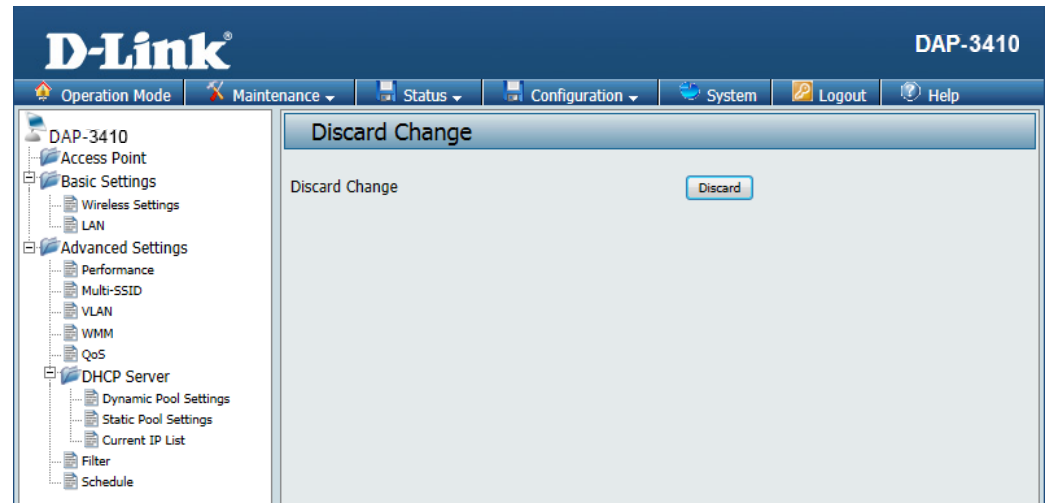 D-Link®
DAP-3410
Operation Mode
Maintenance
Status
Configuration
System
Logout
Help
DAP-3410
Access Point
Basic Settings
Wireless Settings
LAN
Advanced Settings
Performance
Multi-SSID
VLAN
WMM
QoS
DHCP Server
Dynamic Pool Settings
Static Pool Settings
Current IP List
Filter
Schedule
Discard Change
Discard Change
Discard